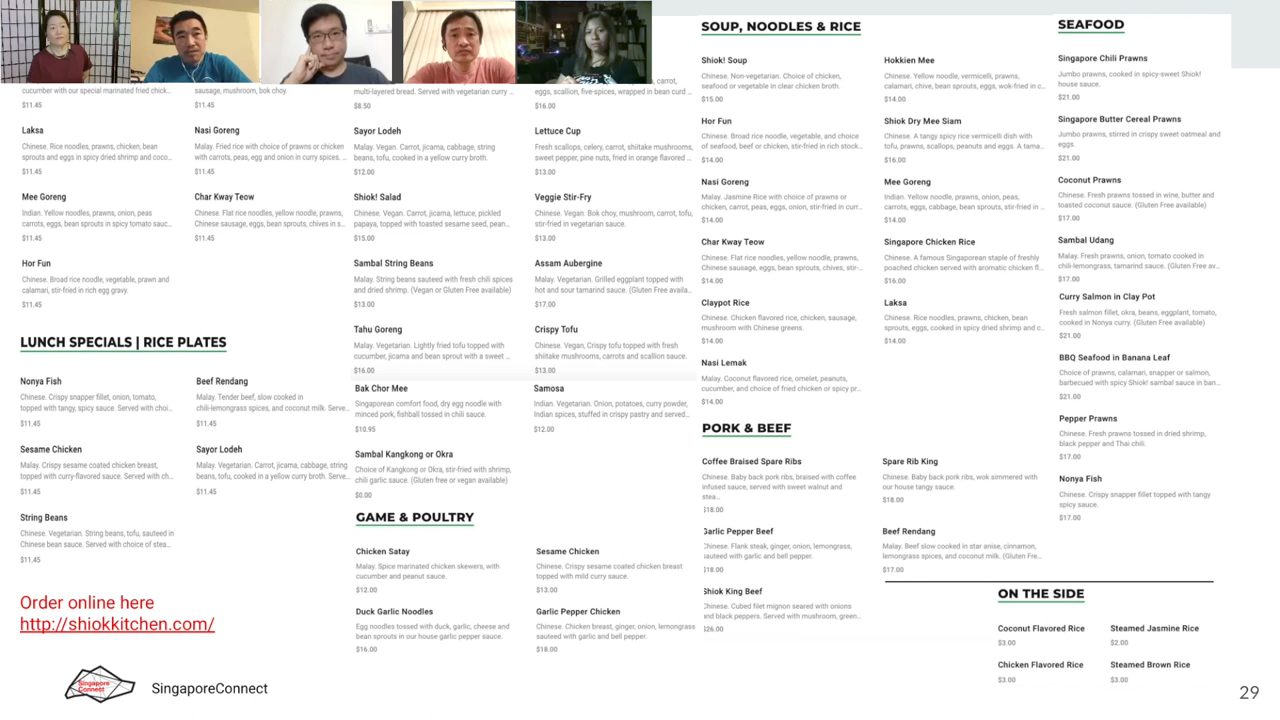 cucumber with our special marinated fried chick...
$11.45
sausage, mushroom, bok choy.
$11.45
Laksa
Chinese. Rice noodles, prawns, chicken, bean
sprouts and eggs in spicy dried shrimp and coco...
$11.45
Nasi Goreng
Malay. Fried rice with choice of prawns or chicken
with carrots, peas, egg and onion in curry spices. ...
$11.45
Mee Goreng
Indian. Yellow noodles, prawns, onion, peas
carrots, eggs, bean sprouts in spicy tomato sauc...
$11.45
Char Kway Teow
Chinese. Flat rice noodles, yellow noodle, prawns,
Chinese sausage, eggs, bean sprouts, chives in s...
$11.45
Hor Fun
Chinese. Broad rice noodle, vegetable, prawn and
calamari, stir-fried in rich egg gravy.
$11.45
LUNCH SPECIALS | RICE PLATES
Nonya Fish
Chinese. Crispy snapper fillet, onion, tomato,
topped with tangy, spicy sauce. Served with choi...
$11.45
Beef Rendang
Malay. Tender beef, slow cooked in
chili-lemongrass spices, and coconut milk. Serve...
$11.45
Sesame Chicken
Malay. Crispy sesame coated chicken breast,
topped with curry-flavored sauce. Served with ch...
$11.45
Sayor Lodeh
Malay. Vegetarian. Carrot, jicama, cabbage, string
beans, tofu, cooked in a yellow curry broth. Serve...
$11.45
String Beans
Chinese. Vegetarian. String beans, tofu, sauteed in
Chinese bean sauce. Served with choice of stea...
$11.45
Order online here
http://shiokkitchen.com/
multi-layered bread. Served with vegetarian curry ...
$8.50
carrot,
eggs, scallion, five-spices, wrapped in bean curd ...
$16.00
Sayor Lodeh
Malay. Vegan. Carrot, jicama, cabbage, string
beans, tofu, cooked in a yellow curry broth.
$12.00
Lettuce Cup
Fresh scallops, celery, carrot, shiitake mushrooms,
sweet pepper, pine nuts, fried in orange flavored ...
$13.00
Shiok! Salad
Chinese. Vegan. Carrot, jicama, lettuce, pickled
papaya, topped with toasted sesame seed, pean...
$15.00
Veggie Stir-Fry
Chinese. Vegan. Bok choy, mushroom, carrot, tofu,
stir-fried in vegetarian sauce.
$13.00
Sambal String Beans
Malay. String beans sauteed with fresh chili spices
and dried shrimp. (Vegan or Gluten Free available)
$13.00
Assam Aubergine
Malay. Vegetarian. Grilled eggplant topped with
hot and sour tamarind sauce. (Gluten Free availa...
$17.00
Tahu Goreng
Malay. Vegetarian. Lightly fried tofu topped with
cucumber, jicama and bean sprout with a sweet ...
$16.00
Crispy Tofu
Chinese. Vegan, Crispy tofu topped with fresh
shiitake mushrooms, carrots and scallion sauce.
$13.00
Bak Chor Mee
Singaporean comfort food, dry egg noodle with
minced pork, fishball tossed in chili sauce.
$10.95
Samosa
Indian. Vegetarian. Onion, potatoes, curry powder,
Indian spices, stuffed in crispy pastry and served...
$12.00
Sambal Kangkong or Okra
Choice of Kangkong or Okra, stir-fried with shrimp,
chili garlic sauce. (Gluten free or vegan available)
$0.00
GAME & POULTRY
Chicken Satay
Malay. Spice marinated chicken skewers, with
cucumber and peanut sauce.
$12.00
Sesame Chicken
Chinese. Crispy sesame coated chicken breast
topped with mild curry sauce.
$13.00
Duck Garlic Noodles
Egg noodles tossed with duck, garlic, cheese and
bean sprouts in our house garlic pepper sauce.
$16.00
Garlic Pepper Chicken
Chinese. Chicken breast, ginger, onion, lemongrass
sauteed with garlic and bell pepper.
$18.00
SOUP, NOODLES & RICE
Shiok! Soup
Chinese. Non-vegetarian. Choice of chicken,
seafood or vegetable in clear chicken broth.
$15.00
Hokkien Mee
Chinese. Yellow noodle, vermicelli, prawns,
calamari, chive, bean sprouts, eggs, wok-fried in c...
$14.00
Hor Fun
Chinese. Broad rice noodle, vegetable, and choice
of seafood, beef or chicken, stir-fried in rich stock...
$14.00
Shiok Dry Mee Siam
Chinese. A tangy spicy rice vermicelli dish with
tofu, prawns, scallops, peanuts and eggs. A tama...
$16.00
Nasi Goreng
Malay. Jasmine Rice with choice of prawns or
chicken, carrot, peas, eggs, onion, stir-fried in curr...
$14.00
Mee Goreng
Indian. Yellow noodle, prawns, onion, peas,
carrot, eggs, cabbage, bean sprouts, stir-fried in ...
$14.00
Char Kway Teow
Chinese. Flat rice noodles, yellow noodle, prawns,
Chinese sausage, eggs, bean sprouts, chives, stir-...
$14.00
Singapore Chicken Rice
Chinese. A famous Singaporean staple of freshly
poached chicken served with aromatic chicken fl...
$16.00
Claypot Rice
Chinese. Chicken flavored rice, chicken, sausage,
mushroom with Chinese greens.
$14.00
Laksa
Chinese. Rice noodles, prawns, chicken, bean
sprouts, eggs, cooked in spicy dried shrimp and c...
$14.00
Nasi Lemak
Malay. Coconut flavored rice, omelet, peanuts,
cucumber, and choice of fried chicken or spicy pr...
$14.00
PORK & BEEF
Coffee Braised Spare Ribs
Chinese. Baby back pork ribs, braised with coffee
infused sauce, served with sweet walnut and
stea...
$18.00
Spare Rib King
Chinese. Baby back pork ribs, wok simmered with
our house tangy sauce.
$18.00
Garlic Pepper Beef
Chinese. Flank steak, ginger, onion, lemongrass,
sauteed with garlic and bell pepper.
$18.00
Beef Rendang
Malay. Beef slow cooked in star anise, cinnamon,
lemongrass spices, and coconut milk. (Gluten Fre...
$17.00
Shiok King Beef
Chinese. Cubed filet mignon seared with onions
and black peppers. Served with mushroom, green...
$26.00
SEAFOOD
Singapore Chili Prawns
Jumbo prawns, cooked in spicy-sweet Shiok!
house sauce.
$21.00
Singapore Butter Cereal Prawns
Jumbo prawns, stirred in crispy sweet oatmeal and
eggs.
$21.00
Coconut Prawns
Chinese. Fresh prawns tossed in wine, butter and
toasted coconut sauce. (Gluten Free available)
$17.00
Sambal Udang
Malay. Fresh prawns, onion, tomato cooked in
chili-lemongrass, tamarind sauce. (Gluten Free av...
$17.00
Curry Salmon in Clay Pot
Fresh salmon fillet, okra, beans, eggplant, tomato,
cooked in Nonya curry. (Gluten Free available)
$21.00
BBQ Seafood in Banana Leaf
Choice of prawns, calamari, snapper or salmon,
barbecued with spicy Shiok! sambal sauce in ban...
$21.00
Pepper Prawns
Chinese. Fresh prawns tossed in dried shrimp,
black pepper and Thai chili.
$17.00
Nonya Fish
Chinese. Crispy snapper fillet topped with tangy
spicy sauce.
$17.00
ON THE SIDE
Coconut Flavored Rice
$3.00
Steamed Jasmine Rice
$2.00
Chicken Flavored Rice
$3.00
Steamed Brown Rice
$3.00
Singapore
Connect
SingaporeConnect
29